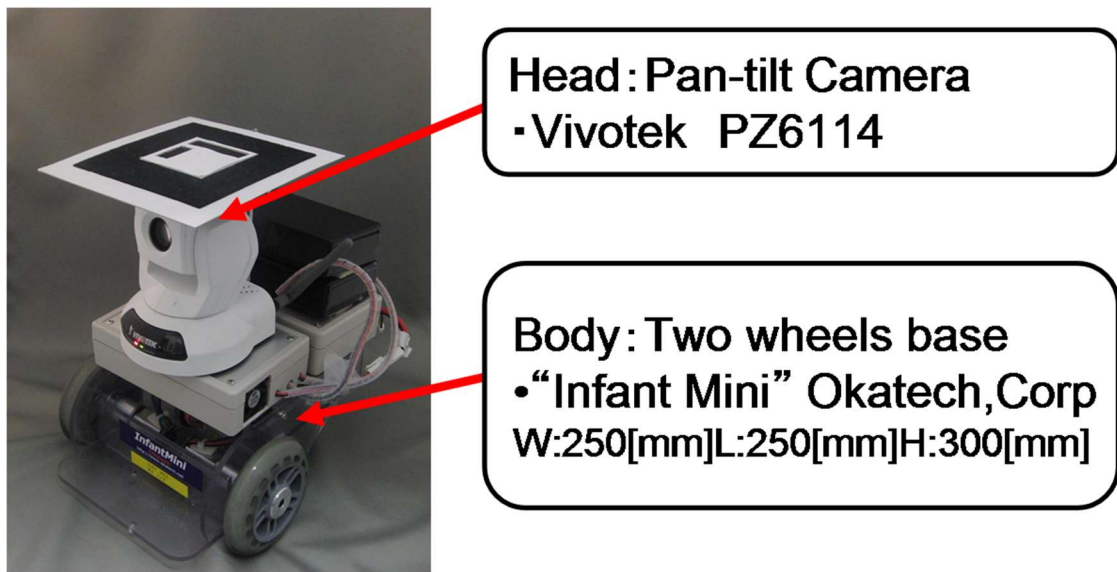 Head：Pan-tilt Camera
・Vivotek PZ6114
Body：Two wheels base
•“Infant Mini” Okatech,Corp
W:250[mm]L:250[mm]H:300[mm]
InfantMini